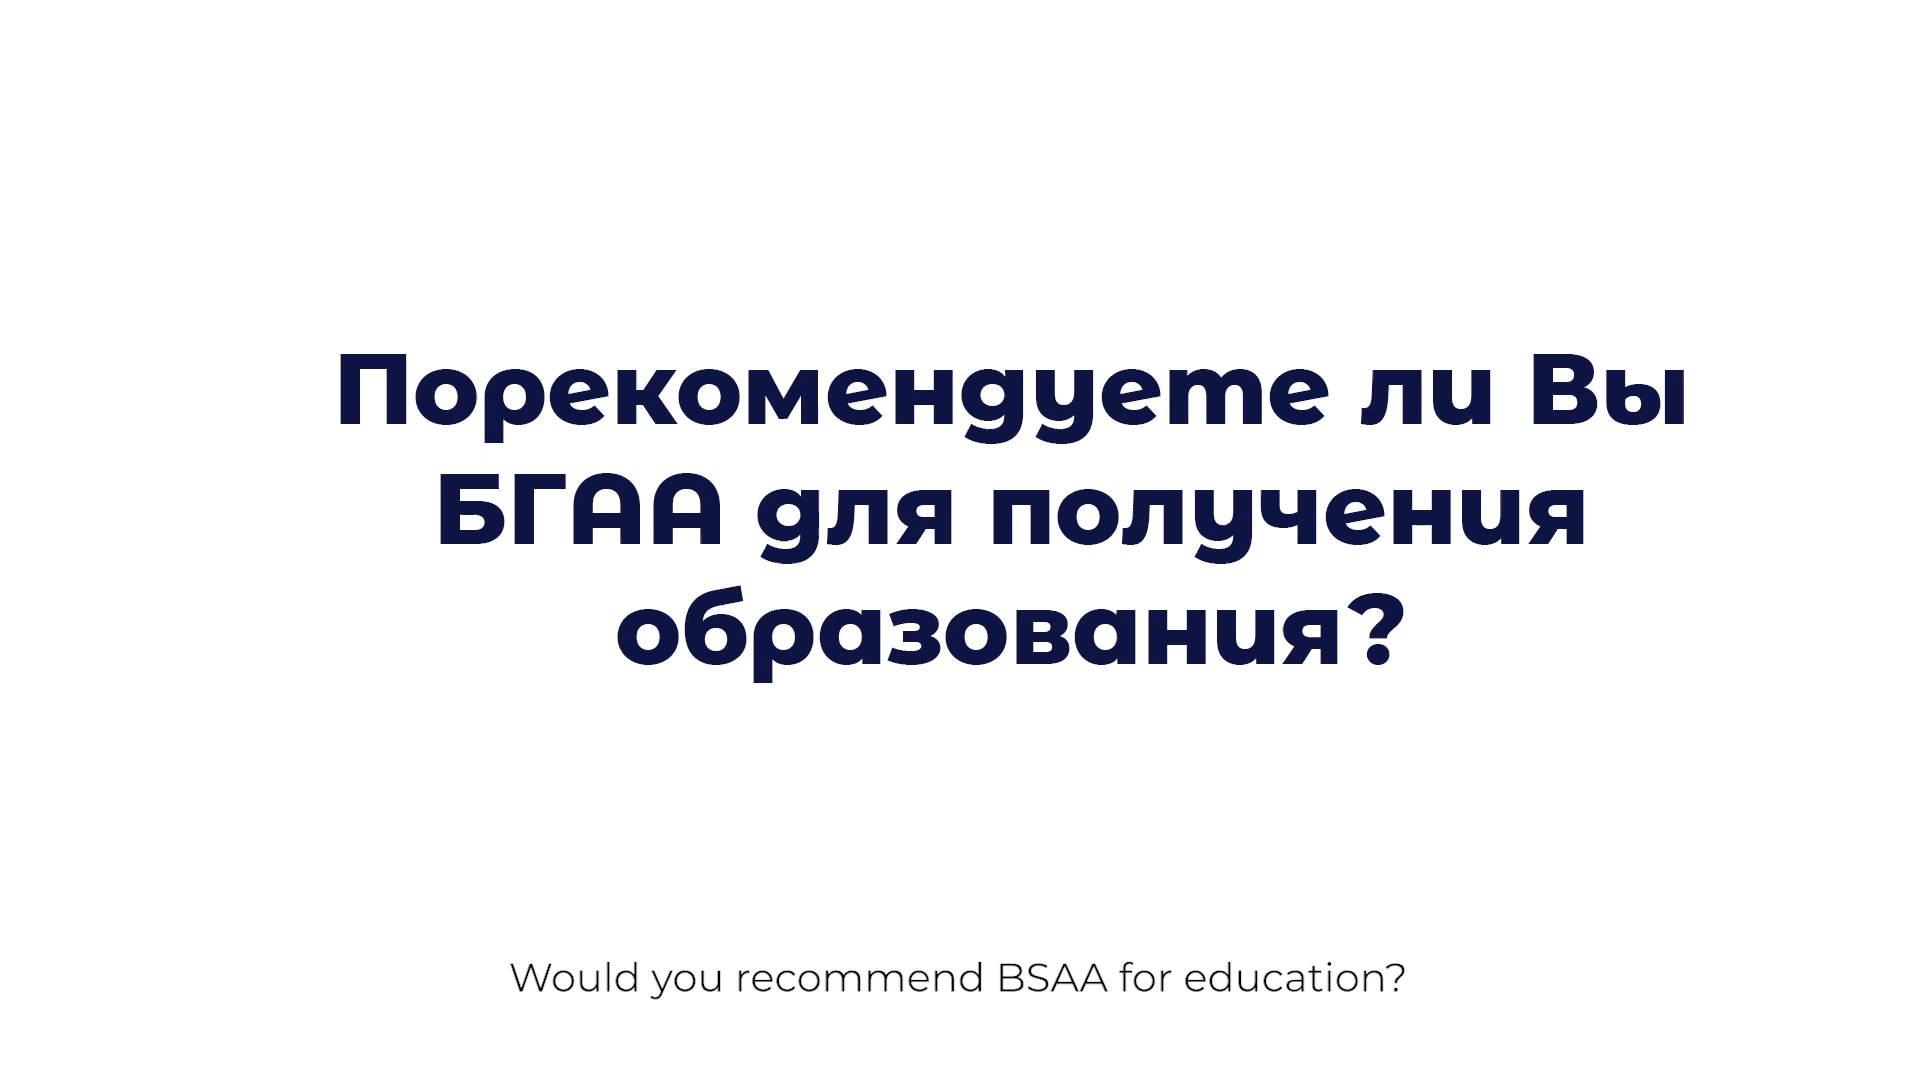 Порекомендуете ли Вы
БГАА для получения
образования?
Would you recommend BSAA for education?